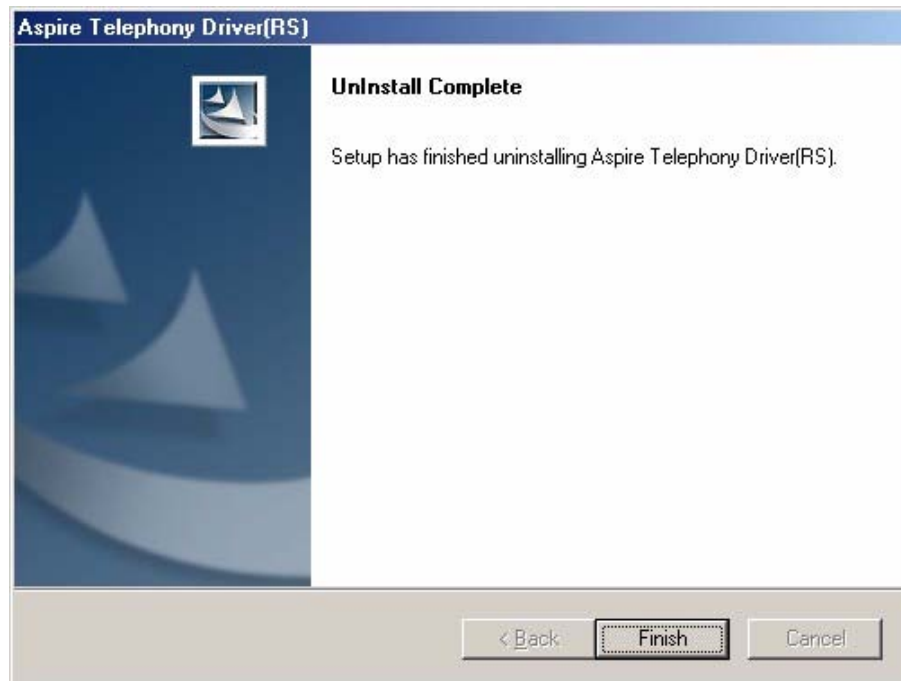 Aspire Telephony Driver(RS)
UnInstall Complete
Setup has finished uninstalling Aspire Telephony Driver(RS).
< Back
Finish
Cancel